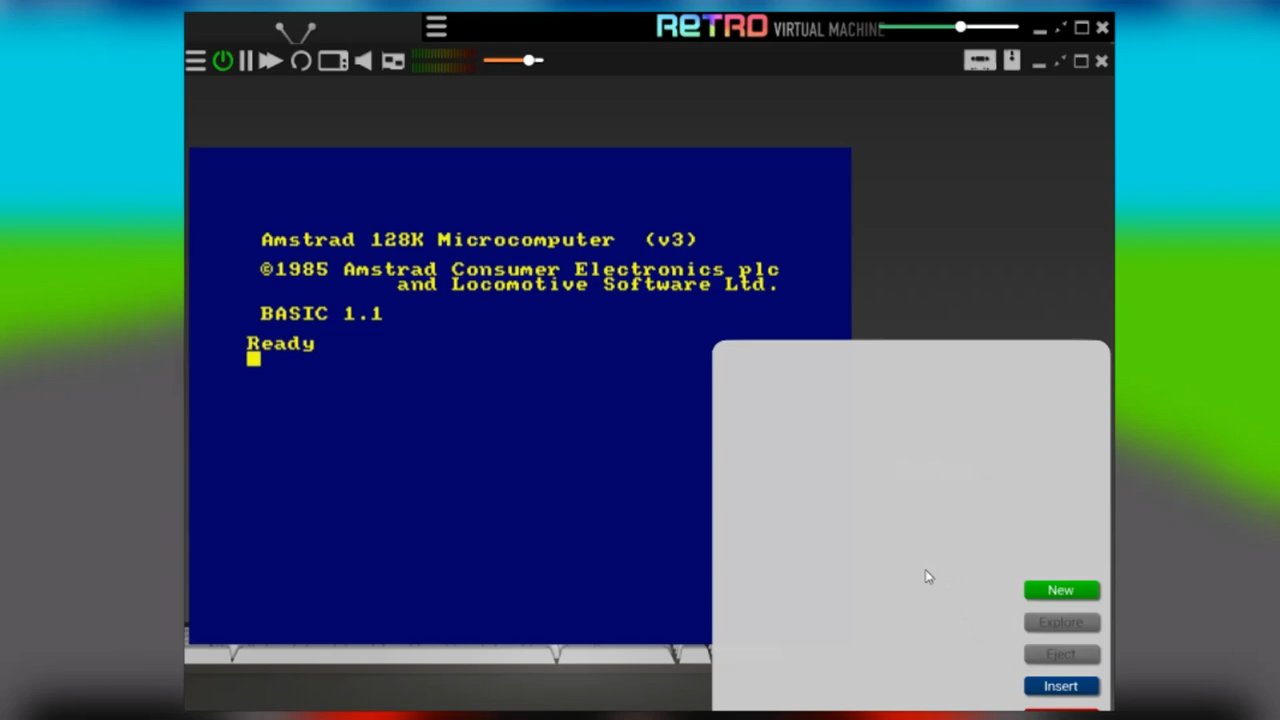 RETRO VIRTUAL MACHINE
Amstrad 128K Microcomputer (v3)
©1985 Amstrad Consumer Electronics plc
and Locomotive Software Ltd.
BASIC 1.1
Ready
New
Explore
Eject
Insert